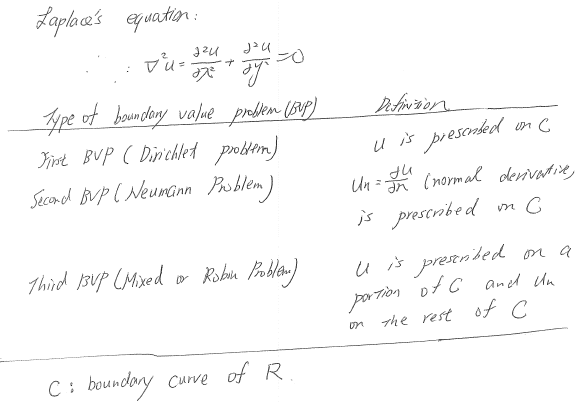 Laplace's equation:
∴ : ∇²u = ∂²u/∂x² + ∂²u/∂y² = 0
Type of boundary value problem (BVP) Definition
First BVP (Dirichlet problem) u is prescribed on C
Second BVP (Neumann Problem) Un = ∂u/∂n (normal derivative,
is prescribed on C
Third BVP (Mixed or Robin Problem) u is prescribed on a
portion of C and Un
on the rest of C
C : boundary curve of R.